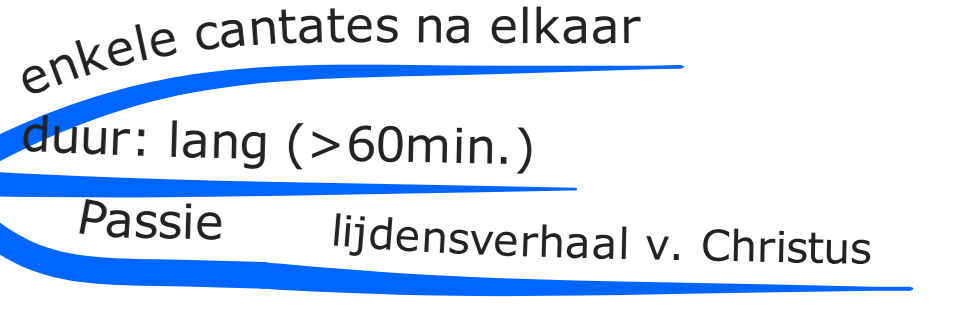 enkele cantates na elkaar
duur: lang (>60min.)
Passie lijdensverhaal v. Christus